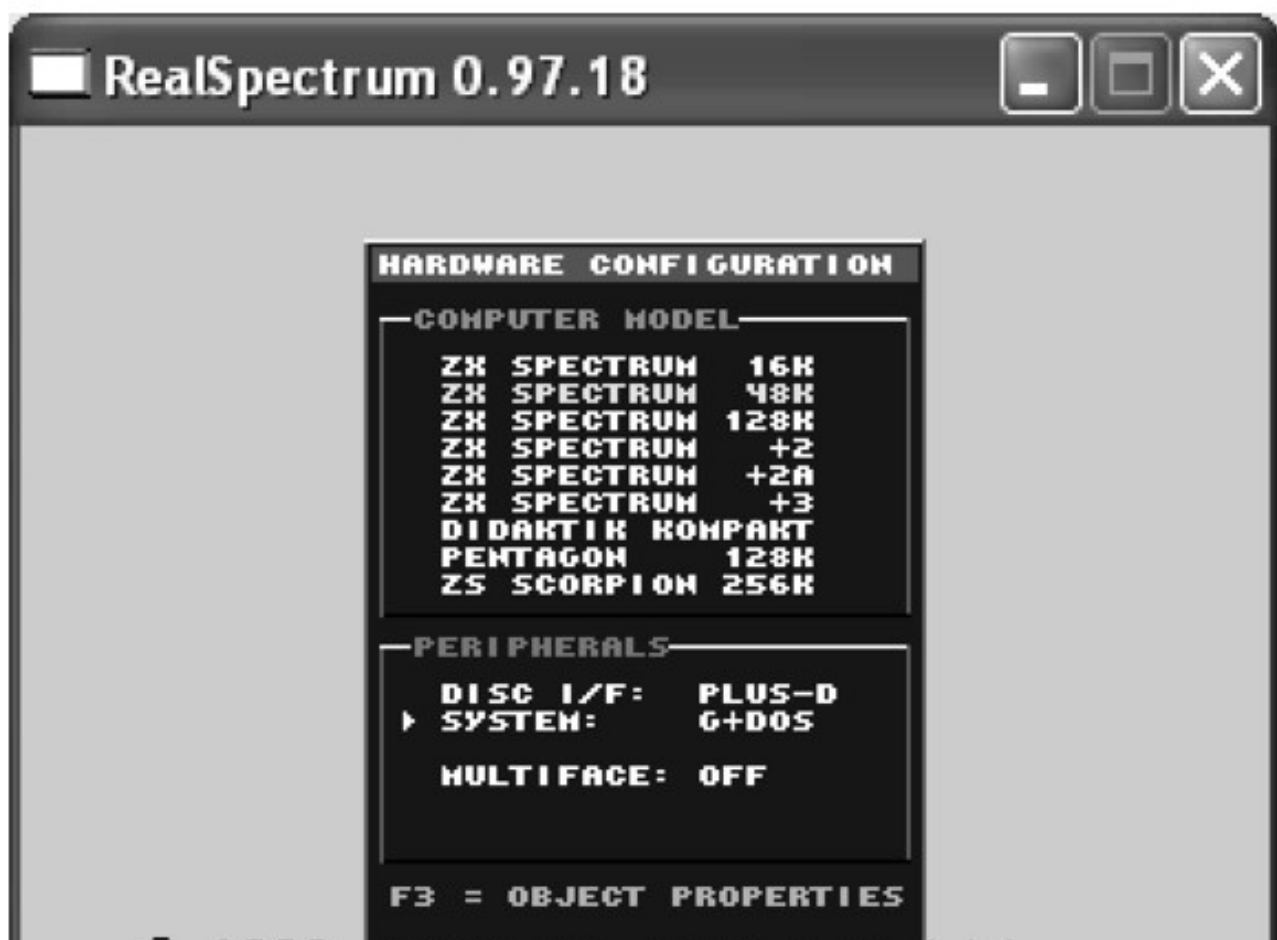 RealSpectrum 0.97.18
HARDWARE CONFIGURATION
COMPUTER MODEL
ZX SPECTRUM 16K
ZX SPECTRUM 48K
ZX SPECTRUM 128K
ZX SPECTRUM +2
ZX SPECTRUM +2A
ZX SPECTRUM +3
DIDAKTIK KOMPAKT
PENTAGON 128K
ZS SCORPION 256K
PERIPHERALS
DISC I/F: PLUS-D
SYSTEM: G+DOS
MULTIFACE: OFF
F3 = OBJECT PROPERTIES